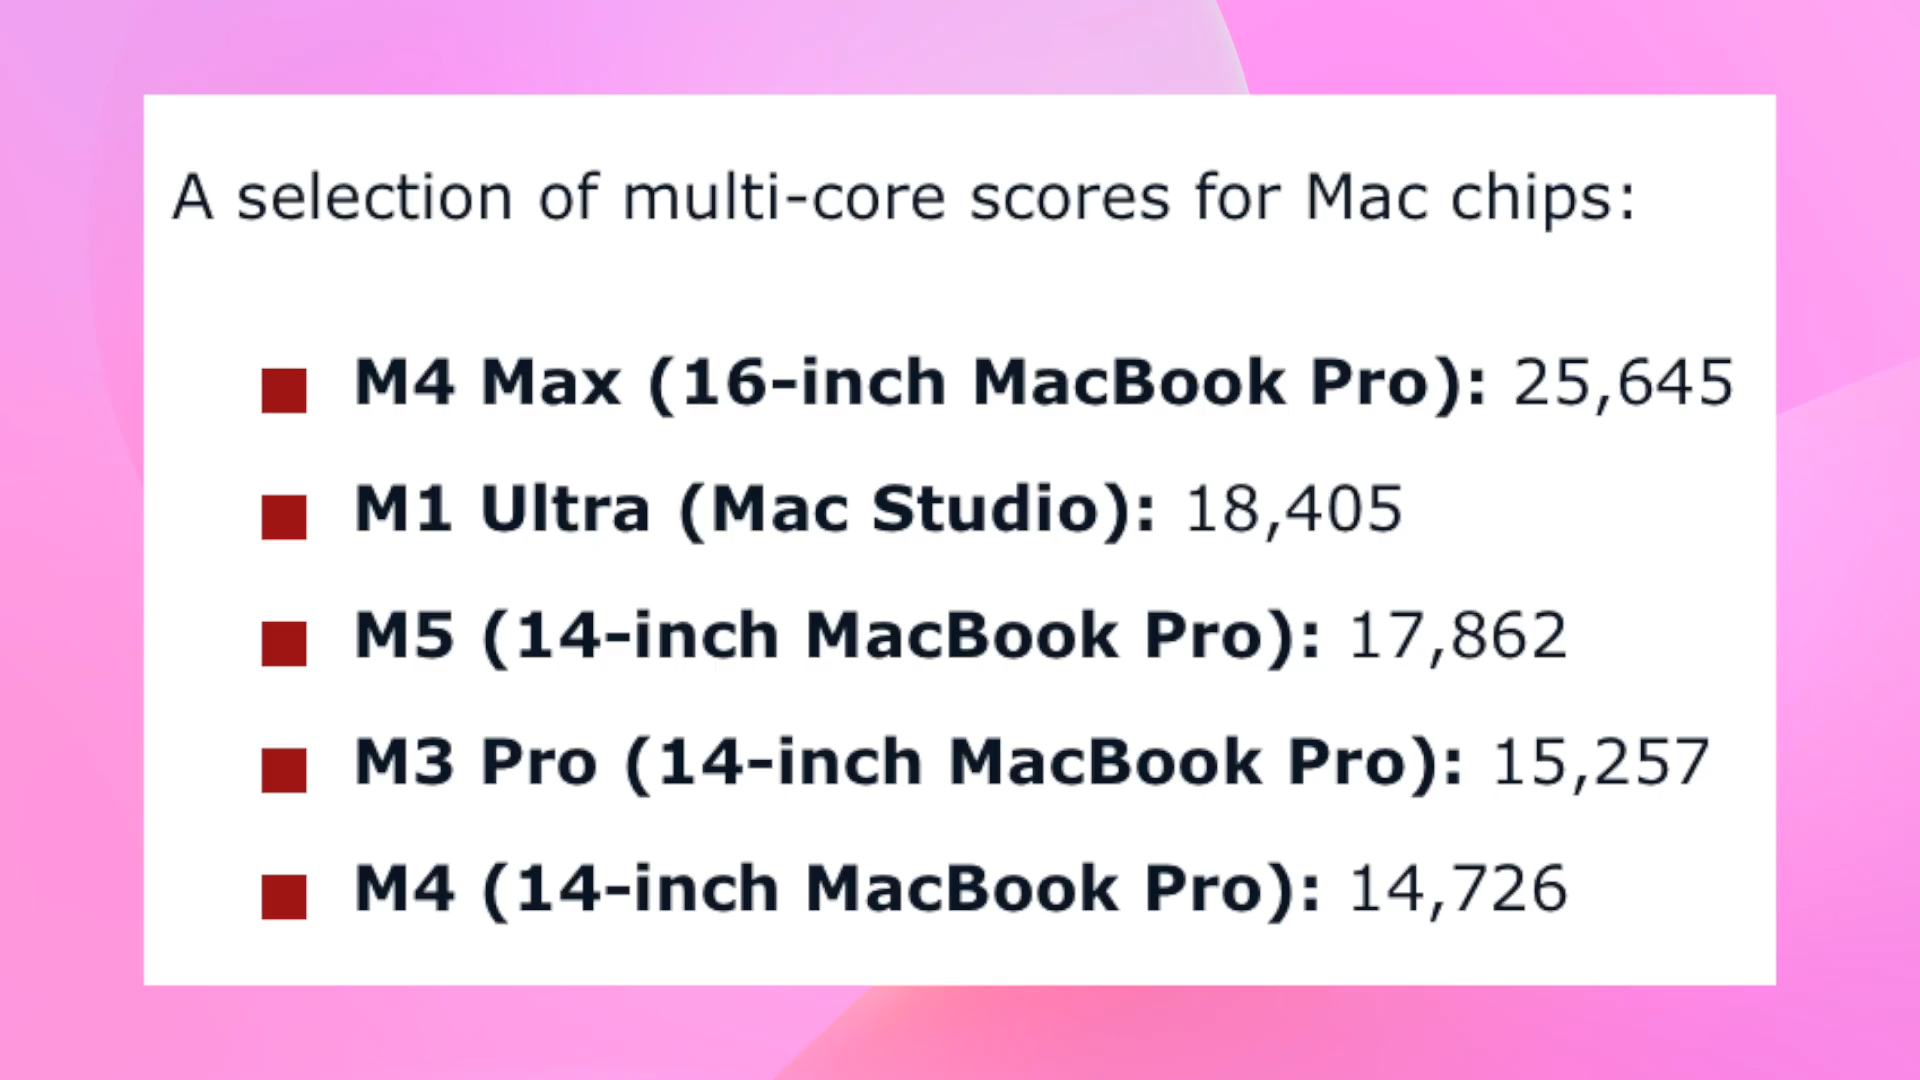 A selection of multi-core scores for Mac chips:
M4 Max (16-inch MacBook Pro): 25,645
M1 Ultra (Mac Studio): 18,405
M5 (14-inch MacBook Pro): 17,862
M3 Pro (14-inch MacBook Pro): 15,257
M4 (14-inch MacBook Pro): 14,726